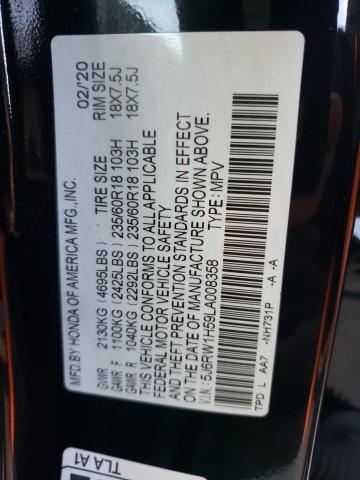 MFD.BY HONDA OF AMERICA MFG.,INC. 02/'20
GVWR 2130KG (4695LBS) TIRE SIZE RIM SIZE
GAWR F 1100KG (2425LBS) 235/60R18 103H 18X7.5J
GAWR R 1040KG (2292LBS) 235/60R18 103H 18X7.5J
THIS VEHICLE CONFORMS TO ALL APPLICABLE
FEDERAL MOTOR VEHICLE SAFETY
AND THEFT PREVENTION STANDARDS IN EFFECT
ON THE DATE OF MANUFACTURE SHOWN ABOVE.
V.I.N.: 5J6RW1H59LA008358 TYPE: MPV
TPD L AA7 -NH731P -A -A
TLA A1